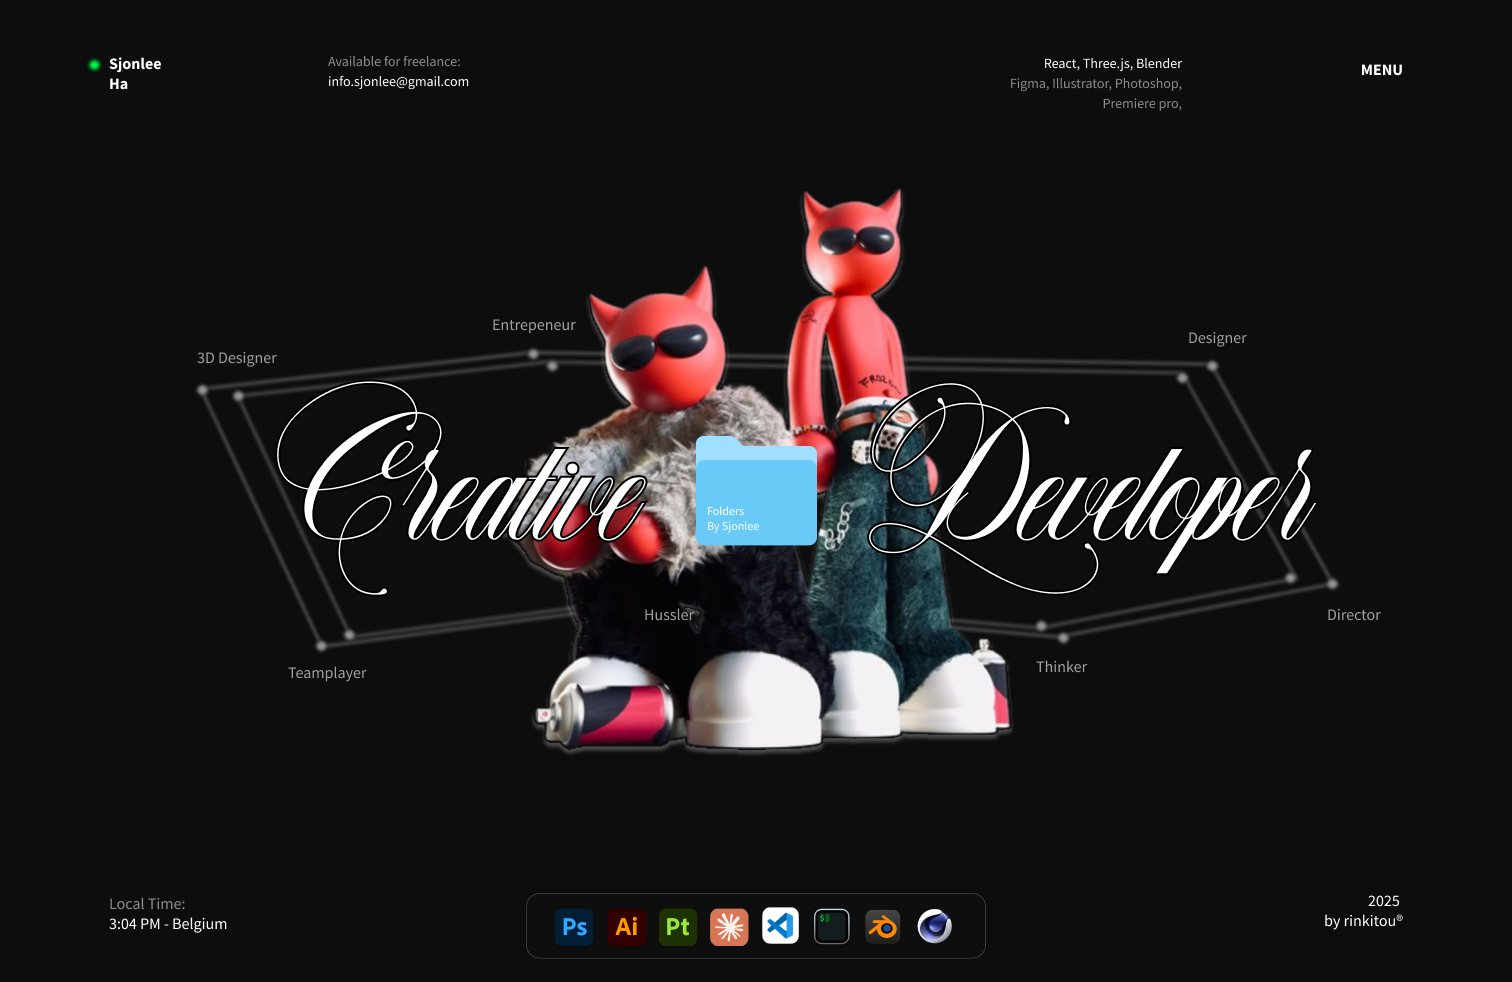 Sjonlee
Ha
Available for freelance:
info.sjonlee@gmail.com
React, Three.js, Blender
Figma, Illustrator, Photoshop,
Premiere pro,
MENU
Entrepeneur
Designer
3D Designer
FROZEN
Creative
Developer
Folders
By Sjonlee
Hussler
Director
Teamplayer
Thinker
Local Time:
3:04 PM - Belgium
Ps
Ai
Pt
$
2025
by rinkitou®